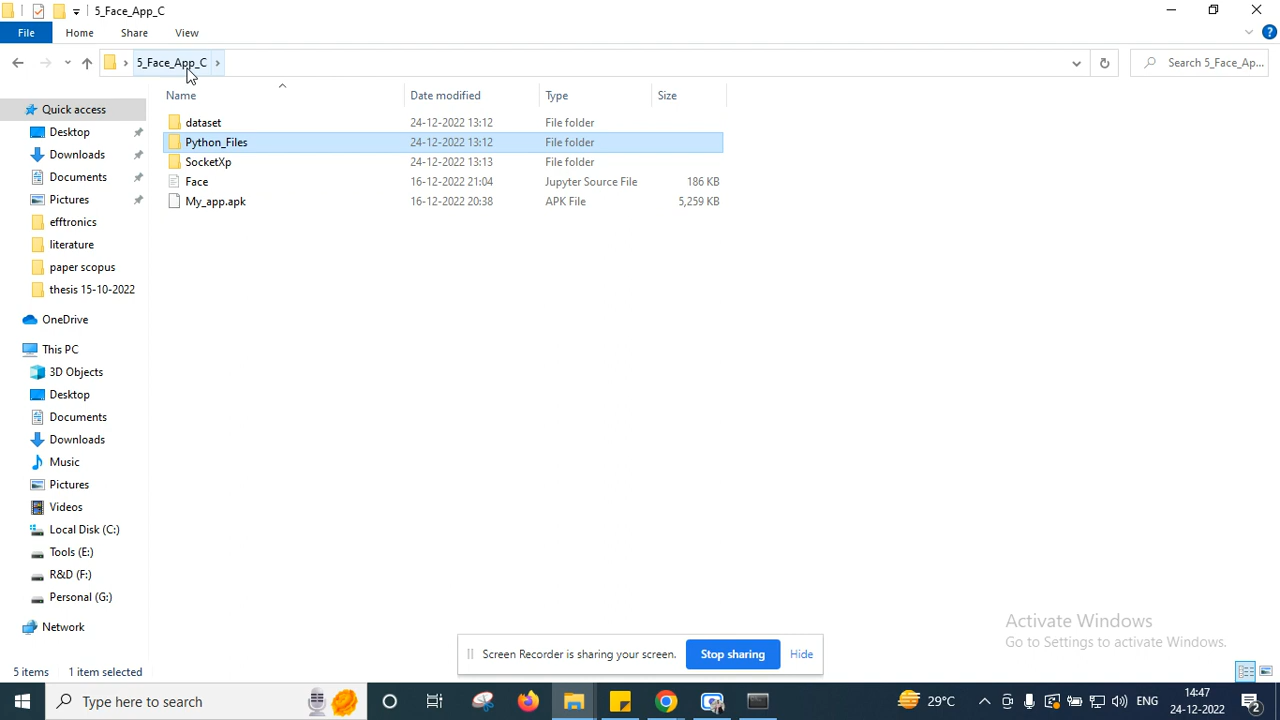 5_Face_App_C
File Home Share View
5_Face_App_C Search 5_Face_Ap...
Name Date modified Type Size
Quick access
Desktop
Downloads
Documents
Pictures
efftronics
literature
paper scopus
thesis 15-10-2022
OneDrive
This PC
3D Objects
Desktop
Documents
Downloads
Music
Pictures
Videos
Local Disk (C:)
Tools (E:)
R&D (F:)
Personal (G:)
Network
dataset 24-12-2022 13:12 File folder
Python_Files 24-12-2022 13:12 File folder
SocketXp 24-12-2022 13:13 File folder
Face 16-12-2022 21:04 Jupyter Source File 186 KB
My_app.apk 16-12-2022 20:38 APK File 5,259 KB
Activate Windows
Go to Settings to activate Windows.
Screen Recorder is sharing your screen. Stop sharing Hide
5 items 1 item selected
Type here to search 29°C ENG 14:47
24-12-2022 2